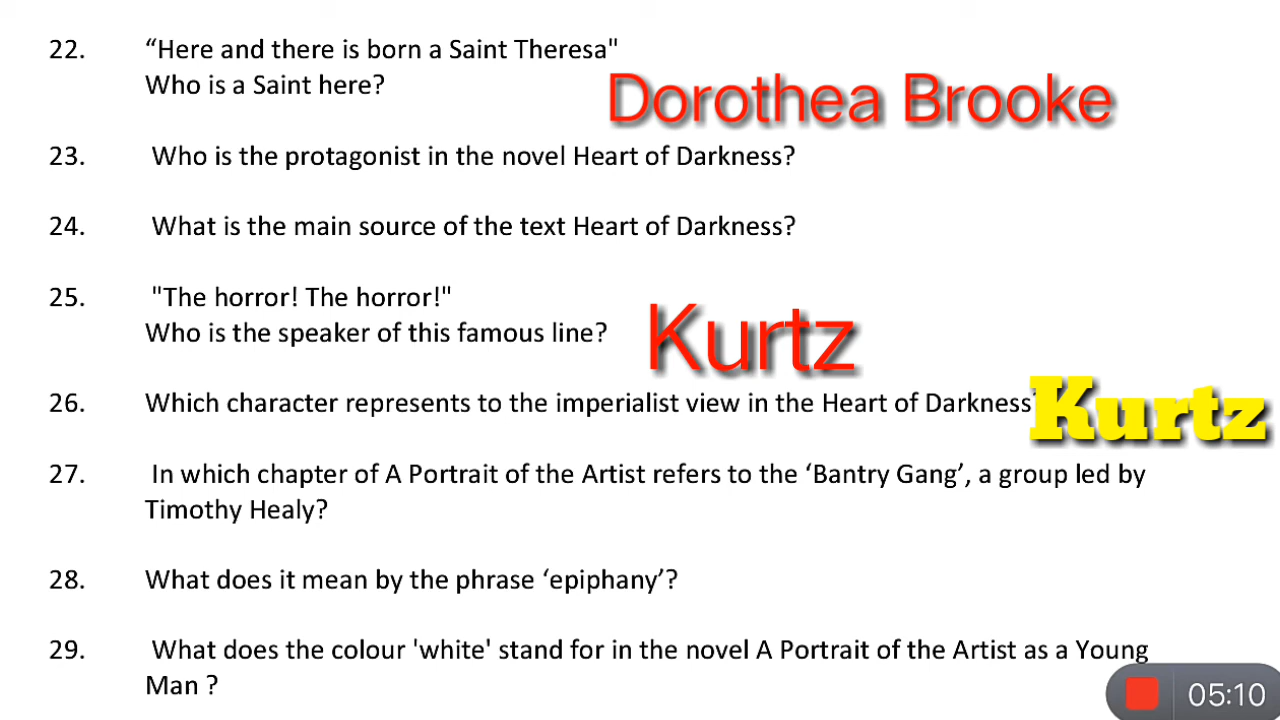 22. “Here and there is born a Saint Theresa"
Who is a Saint here?
Dorothea Brooke
23. Who is the protagonist in the novel Heart of Darkness?
24. What is the main source of the text Heart of Darkness?
25. "The horror! The horror!"
Who is the speaker of this famous line?
Kurtz
26. Which character represents to the imperialist view in the Heart of Darkness
Kurtz
27. In which chapter of A Portrait of the Artist refers to the ‘Bantry Gang’, a group led by
Timothy Healy?
28. What does it mean by the phrase ‘epiphany’?
29. What does the colour 'white' stand for in the novel A Portrait of the Artist as a Young
Man ?
05:10